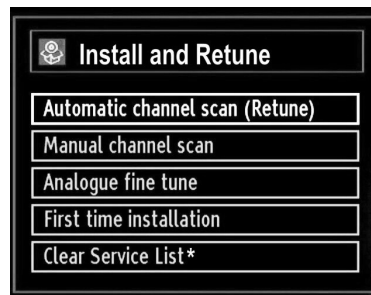 Install and Retune
Automatic channel scan (Retune)
Manual channel scan
Analogue fine tune
First time installation
Clear Service List*